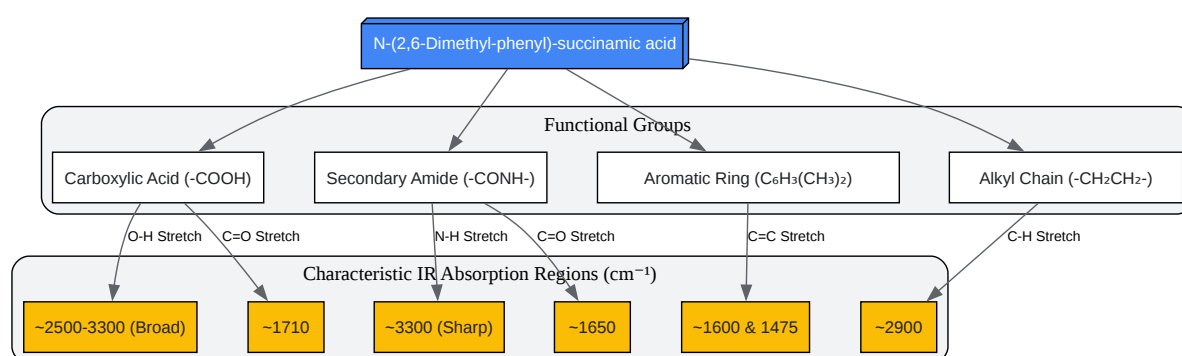 N-(2,6-Dimethyl-phenyl)-succinamic acid
Functional Groups
Carboxylic Acid (-COOH)
Secondary Amide (-CONH-)
Aromatic Ring (C₆H₃(CH₃)₂)
Alkyl Chain (-CH₂CH₂-)
O-H Stretch
C=O Stretch
N-H Stretch
C=O Stretch
C=C Stretch
C-H Stretch
Characteristic IR Absorption Regions (cm⁻¹)
~2500-3300 (Broad)
~1710
~3300 (Sharp)
~1650
~1600 & 1475
~2900